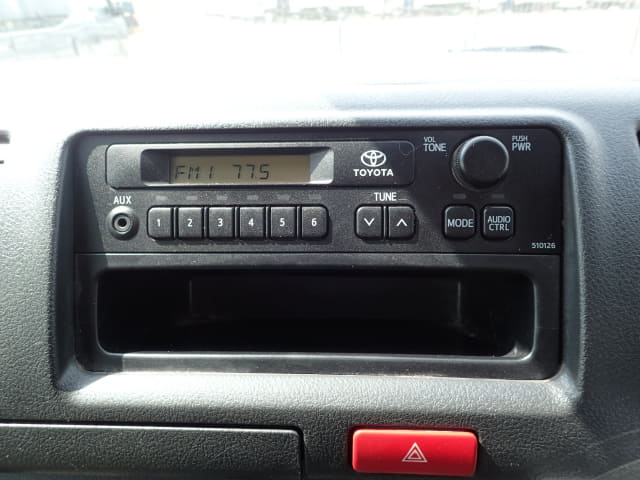 FM1 77.5
TOYOTA
VOL
TONE
PUSH
PWR
AUX
TUNE
1 2 3 4 5 6
MODE
AUDIO
CTRL
510126